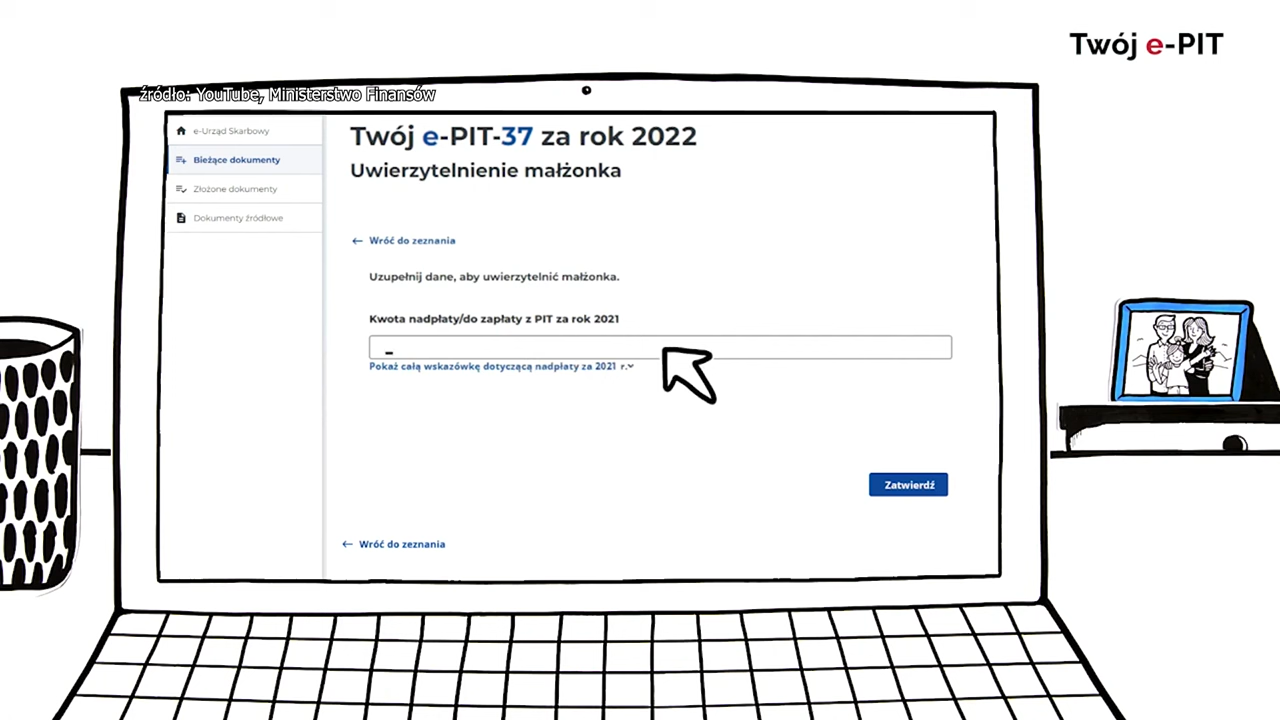 Twój e-PIT
źródło: YouTube, Ministerstwo Finansów
e-Urząd Skarbowy
Bieżące dokumenty
Złożone dokumenty
Dokumenty źródłowe
Twój e-PIT-37 za rok 2022
Uwierzytelnienie małżonka
← Wróć do zeznania
Uzupełnij dane, aby uwierzytelnić małżonka.
Kwota nadpłaty/do zapłaty z PIT za rok 2021
Pokaż całą wskazówkę dotyczącą nadpłaty za 2021 r.
Zatwierdź
← Wróć do zeznania